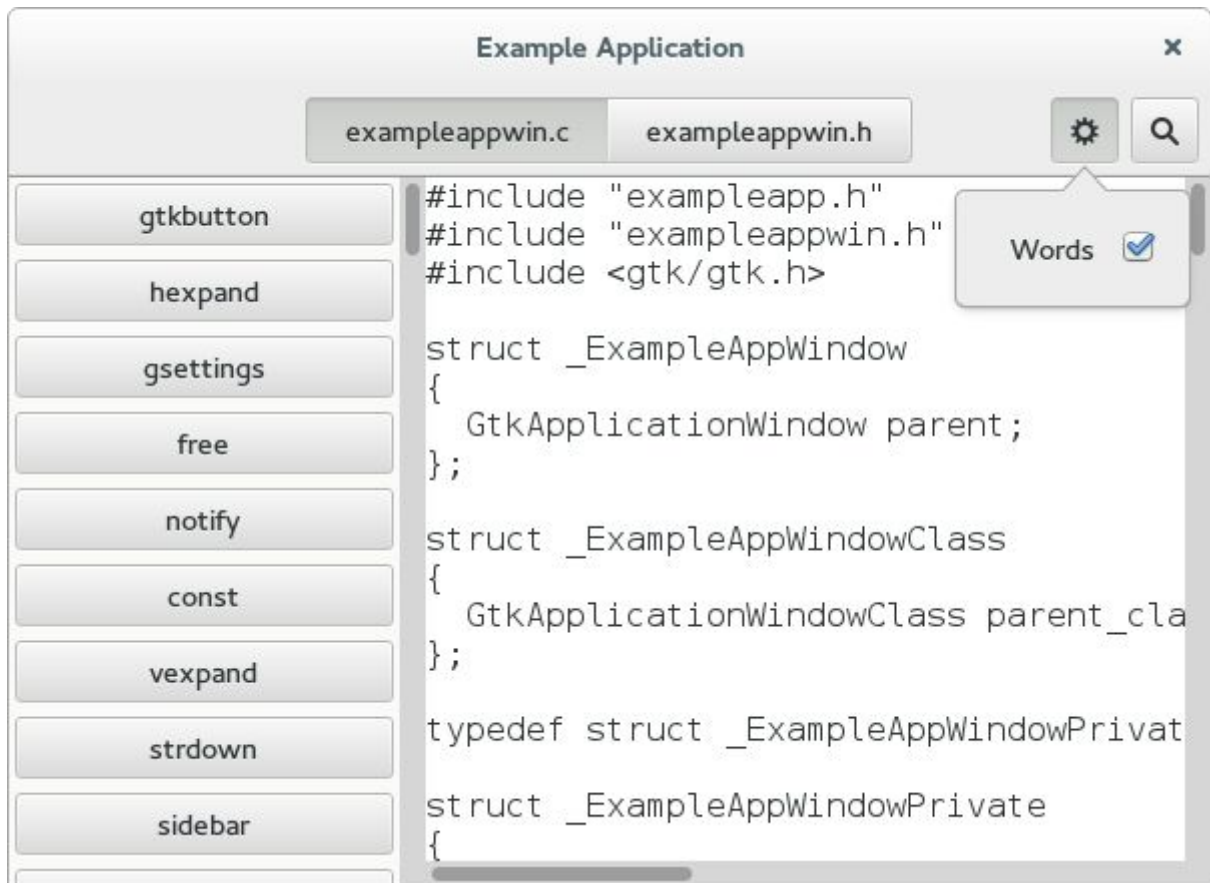 Example Application
exampleappwin.c
exampleappwin.h
Words
gtkbutton
hexpand
gsettings
free
notify
const
vexpand
strdown
sidebar
#include "exampleapp.h"
#include "exampleappwin.h"
#include <gtk/gtk.h>
struct _ExampleAppWindow
{
  GtkApplicationWindow parent;
};
struct _ExampleAppWindowClass
{
  GtkApplicationWindowClass parent_cla
};
typedef struct _ExampleAppWindowPrivat
struct _ExampleAppWindowPrivate
{